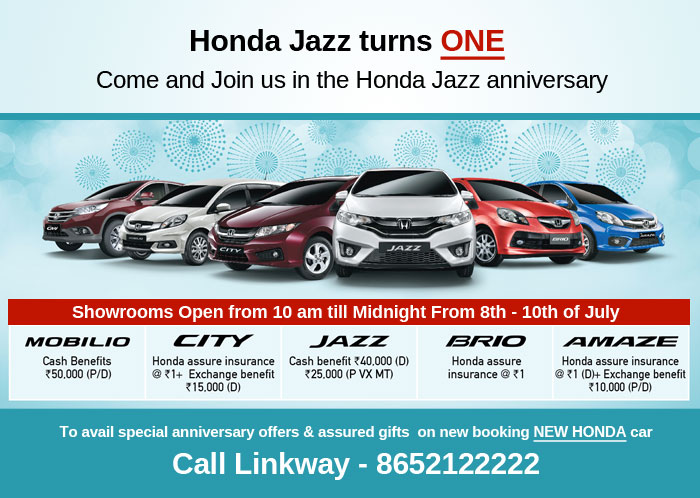 Honda Jazz turns ONE
Come and Join us in the Honda Jazz anniversary
CITY
JAZZ
BRIO
Showrooms Open from 10 am till Midnight From 8th - 10th of July
MOBILIO
Cash Benefits
₹50,000 (P/D)
CITY
Honda assure insurance
@ ₹1+ Exchange benefit
₹15,000 (D)
JAZZ
Cash benefit ₹40,000 (D)
₹25,000 (P VX MT)
BRIO
Honda assure
insurance @ ₹1
AMAZE
Honda assure insurance
@ ₹1 (D)+ Exchange benefit
₹10,000 (P/D)
To avail special anniversary offers & assured gifts on new booking NEW HONDA car
Call Linkway - 8652122222